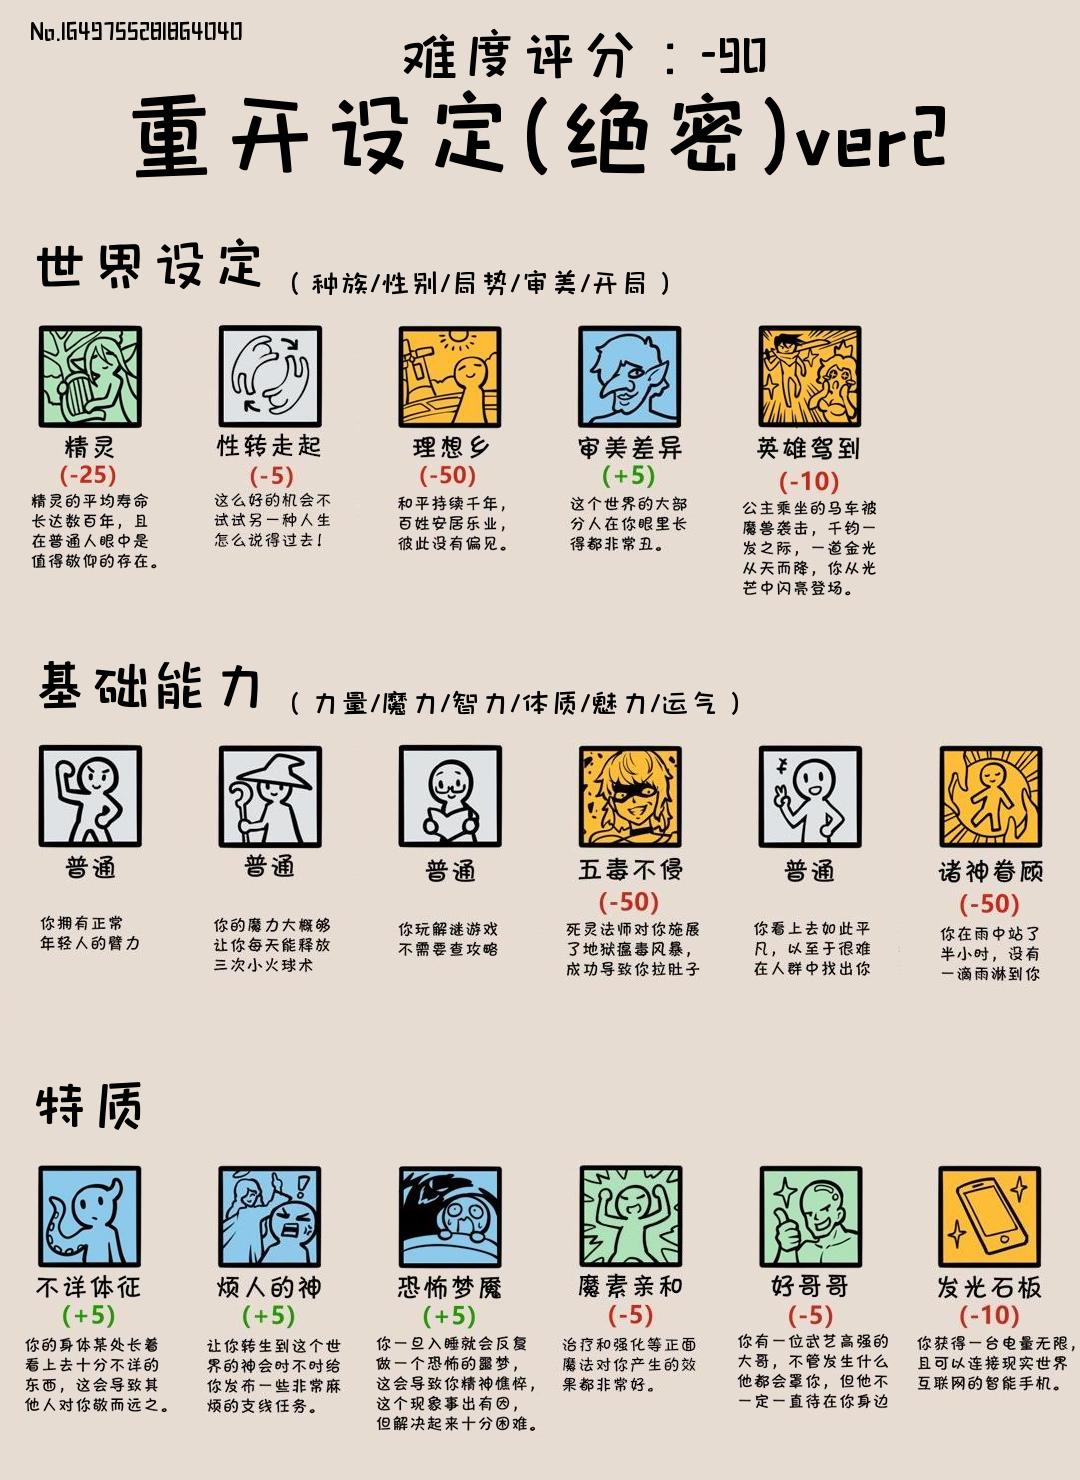 No.1649755281864040
难度评分：-90
重开设定(绝密)ver2
世界设定 （种族/性别/局势/审美/开局）
精灵
(-25)
精灵的平均寿命
长达数百年，且
在普通人眼中是
值得敬仰的存在。
性转走起
(-5)
这么好的机会不
试试另一种人生
怎么说得过去！
理想乡
(-50)
和平持续千年，
百姓安居乐业，
彼此没有偏见。
审美差异
(+5)
这个世界的大部
分人在你眼里长
得都非常丑。
英雄驾到
(-10)
公主乘坐的马车被
魔兽袭击，千钧一
发之际，一道金光
从天而降，你从光
芒中闪亮登场。
基础能力 （力量/魔力/智力/体质/魅力/运气）
普通
你拥有正常
年轻人的臂力
普通
你的魔力大概够
让你每天能释放
三次小火球术
普通
你玩解谜游戏
不需要查攻略
五毒不侵
(-50)
死灵法师对你施展
了地狱瘟毒风暴，
成功导致你拉肚子
普通
你看上去如此平
凡，以至于很难
在人群中找出你
诸神眷顾
(-50)
你在雨中站了
半小时，没有
一滴雨淋到你
特质
不详体征
(+5)
你的身体某处长着
看上去十分不详的
东西，这会导致其
他人对你敬而远之。
烦人的神
(+5)
让你转生到这个世
界的神会时不时给
你发布一些非常麻
烦的支线任务。
恐怖梦魇
(+5)
你一旦入睡就会反复
做一个恐怖的噩梦，
这会导致你精神憔悴，
这个现象事出有因，
但解决起来十分困难。
魔素亲和
(-5)
治疗和强化等正面
魔法对你产生的效
果都非常好。
好哥哥
(-5)
你有一位武艺高强的
大哥，不管发生什么
他都会罩你，但他不
一定一直待在你身边
发光石板
(-10)
你获得一台电量无限，
且可以连接现实世界
互联网的智能手机。